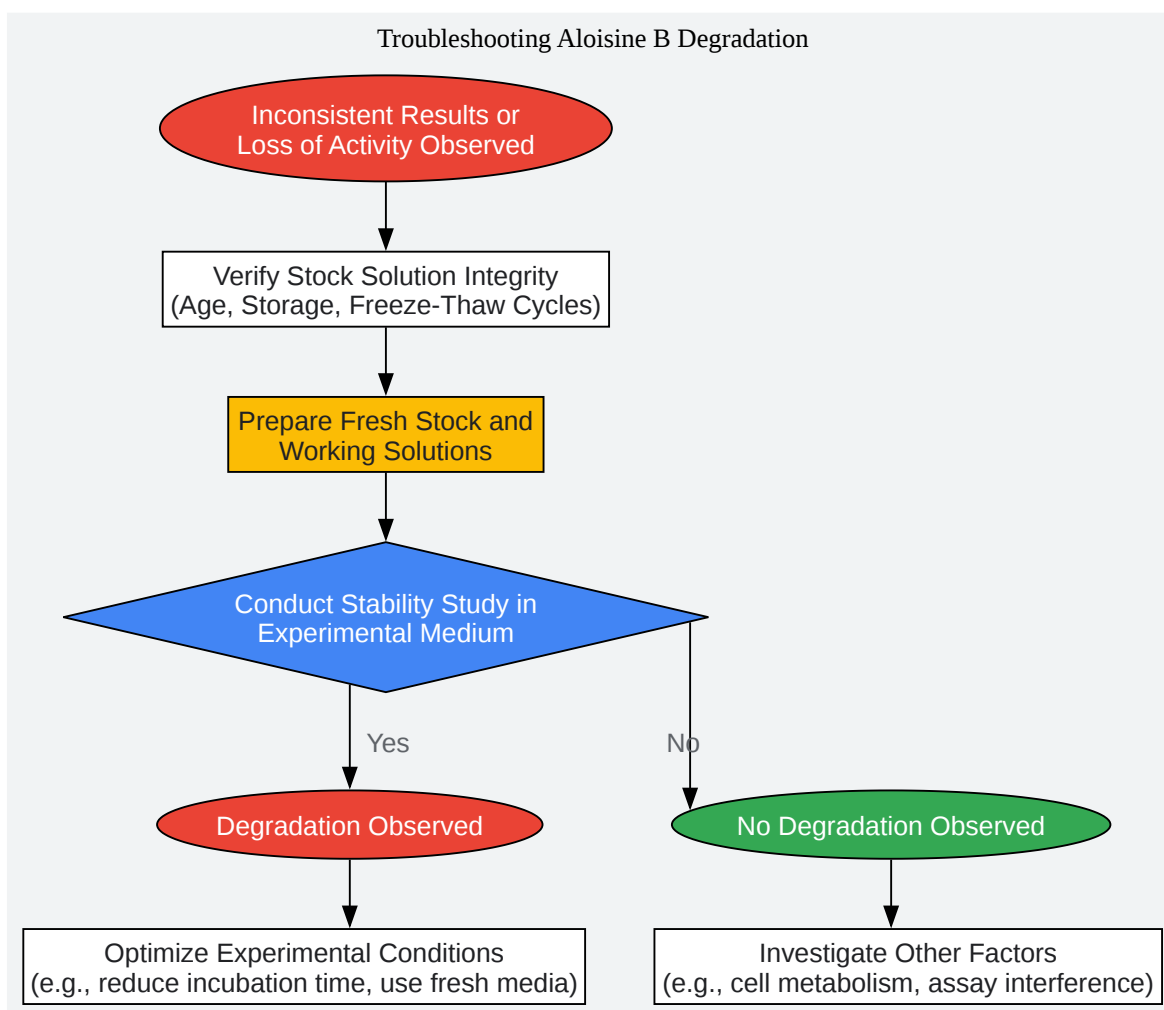 Troubleshooting Aloisine B Degradation
Inconsistent Results or
Loss of Activity Observed
Verify Stock Solution Integrity
(Age, Storage, Freeze-Thaw Cycles)
Prepare Fresh Stock and
Working Solutions
Conduct Stability Study in
Experimental Medium
Yes
No
Degradation Observed
No Degradation Observed
Optimize Experimental Conditions
(e.g., reduce incubation time, use fresh media)
Investigate Other Factors
(e.g., cell metabolism, assay interference)